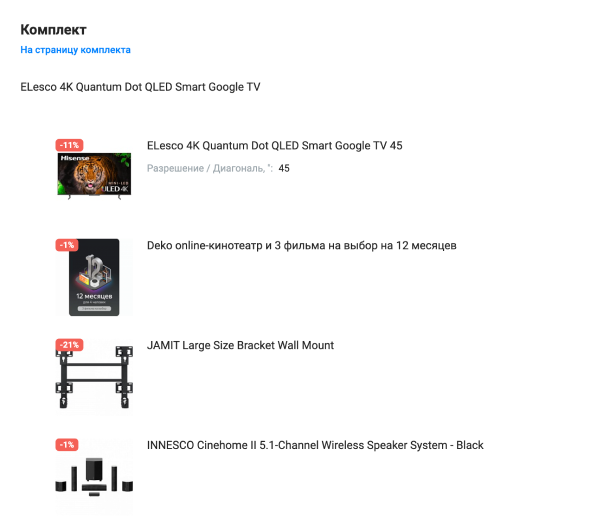 Комплект
На страницу комплекта
ELesco 4K Quantum Dot QLED Smart Google TV
-11%
Hisense
ULED 4K
ELesco 4K Quantum Dot QLED Smart Google TV 45
Разрешение / Диагональ, ": 45
-1%
12
12 месяцев
Deko online-кинотеатр и 3 фильма на выбор на 12 месяцев
-21%
JAMIT Large Size Bracket Wall Mount
-1%
INNESCO Cinehome II 5.1-Channel Wireless Speaker System - Black